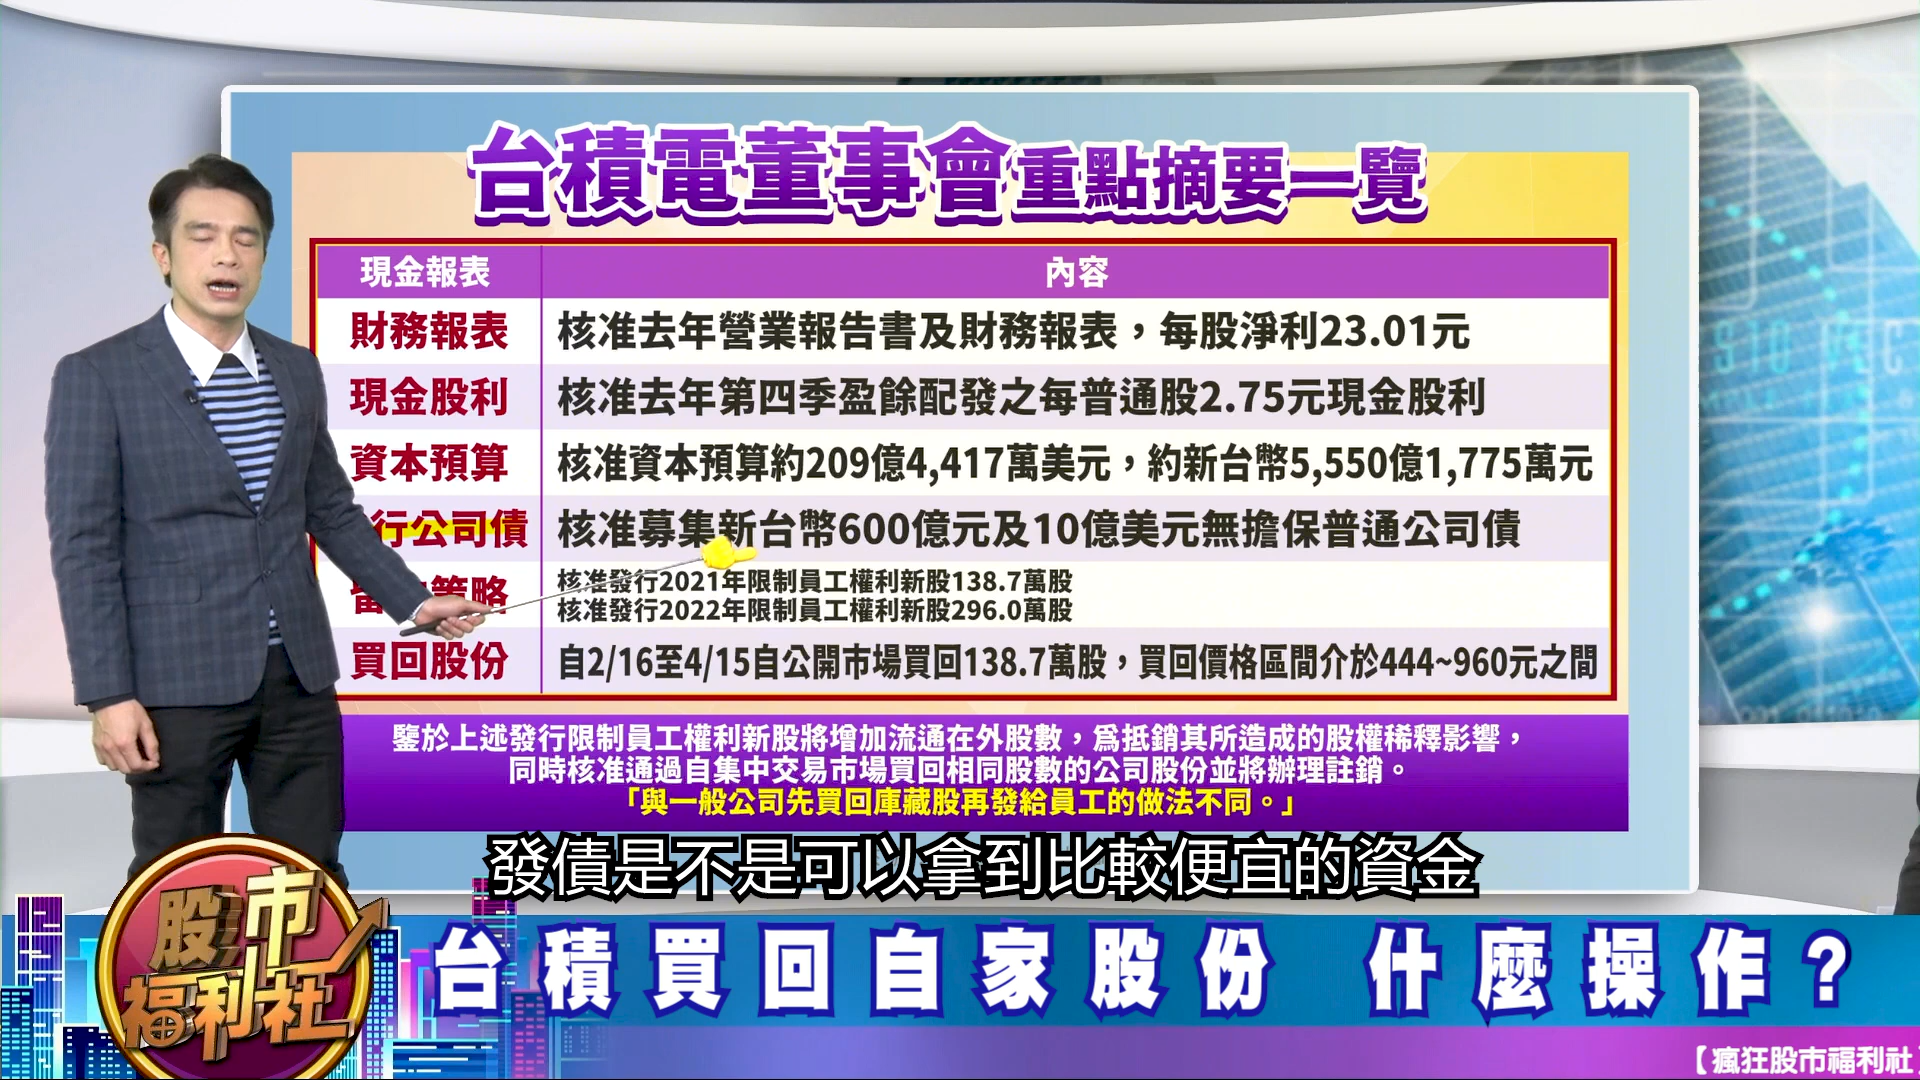 台積電董事會重點摘要一覽
現金報表 內容
財務報表 核准去年營業報告書及財務報表，每股淨利23.01元
現金股利 核准去年第四季盈餘配發之每普通股2.75元現金股利
資本預算 核准資本預算約209億4,417萬美元，約新台幣5,550億1,775萬元
行公司債 核准募集新台幣600億元及10億美元無擔保普通公司債
策略 核准發行2021年限制員工權利新股138.7萬股
核准發行2022年限制員工權利新股296.0萬股
買回股份 自2/16至4/15自公開市場買回138.7萬股，買回價格區間介於444~960元之間
鑒於上述發行限制員工權利新股將增加流通在外股數，為抵銷其所造成的股權稀釋影響，
同時核准通過自集中交易市場買回相同股數的公司股份並將辦理註銷。
「與一般公司先買回庫藏股再發給員工的做法不同。」
發債是不是可以拿到比較便宜的資金
股市
福利社
台積買回自家股份 什麼操作？
【瘋狂股市福利社】